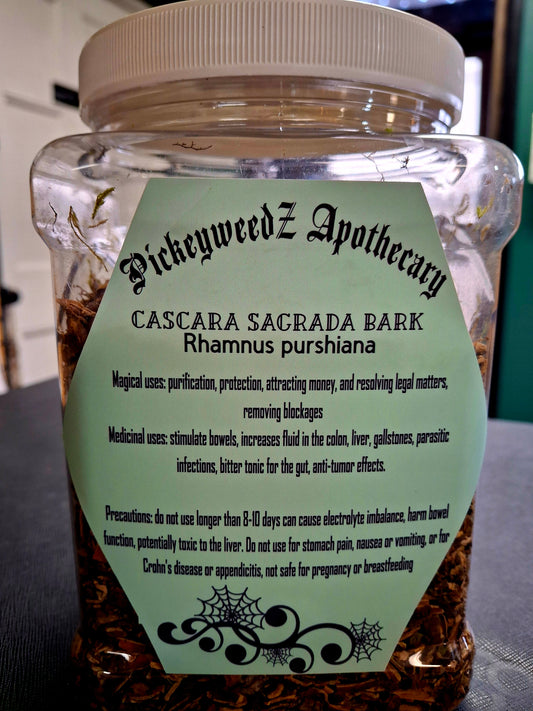 PickeyweedZ Apothecary
CASCARA SAGRADA BARK
Rhamnus purshiana
Magical uses: purification, protection, attracting money, and resolving legal matters,
removing blockages
Medicinal uses: stimulate bowels, increases fluid in the colon, liver, gallstones, parasitic
infections, bitter tonic for the gut, anti-tumor effects.
Precautions: do not use longer than 8-10 days can cause electrolyte imbalance, harm bowel
function, potentially toxic to the liver. Do not use for stomach pain, nausea or vomiting, or for
Crohn's disease or appendicitis, not safe for pregnancy or breastfeeding